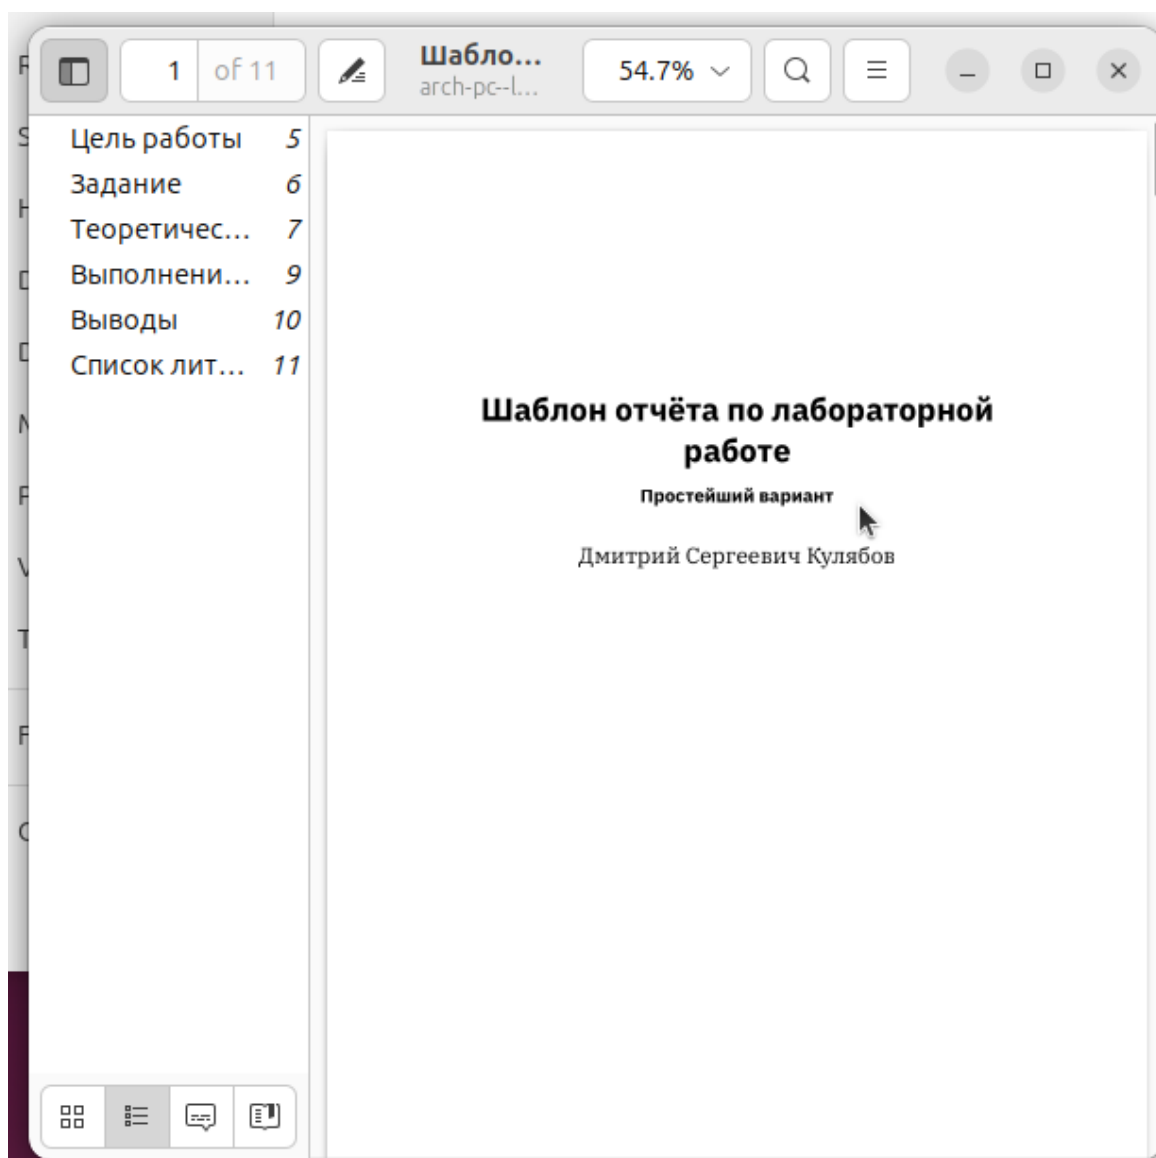 1 of 11
Шабло...
arch-pc--l...
54.7%
Цель работы 5
Задание 6
Теоретичес... 7
Выполнени... 9
Выводы 10
Список лит... 11
Шаблон отчёта по лабораторной
работе
Простейший вариант
Дмитрий Сергеевич Кулябов